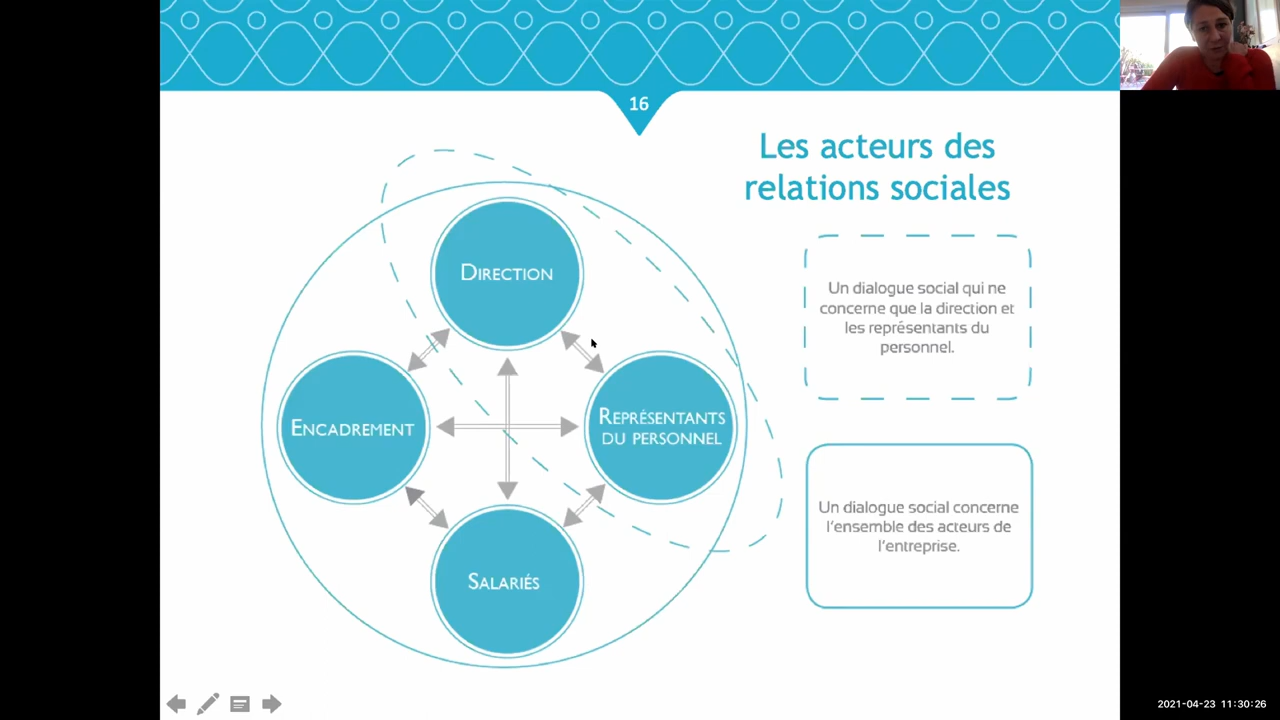 16
Les acteurs des
relations sociales
DIRECTION
ENCADREMENT
REPRÉSENTANTS
DU PERSONNEL
SALARIÉS
Un dialogue social qui ne
concerne que la direction et
les représentants du
personnel.
Un dialogue social concerne
l'ensemble des acteurs de
l'entreprise.
2021-04-23 11:30:26